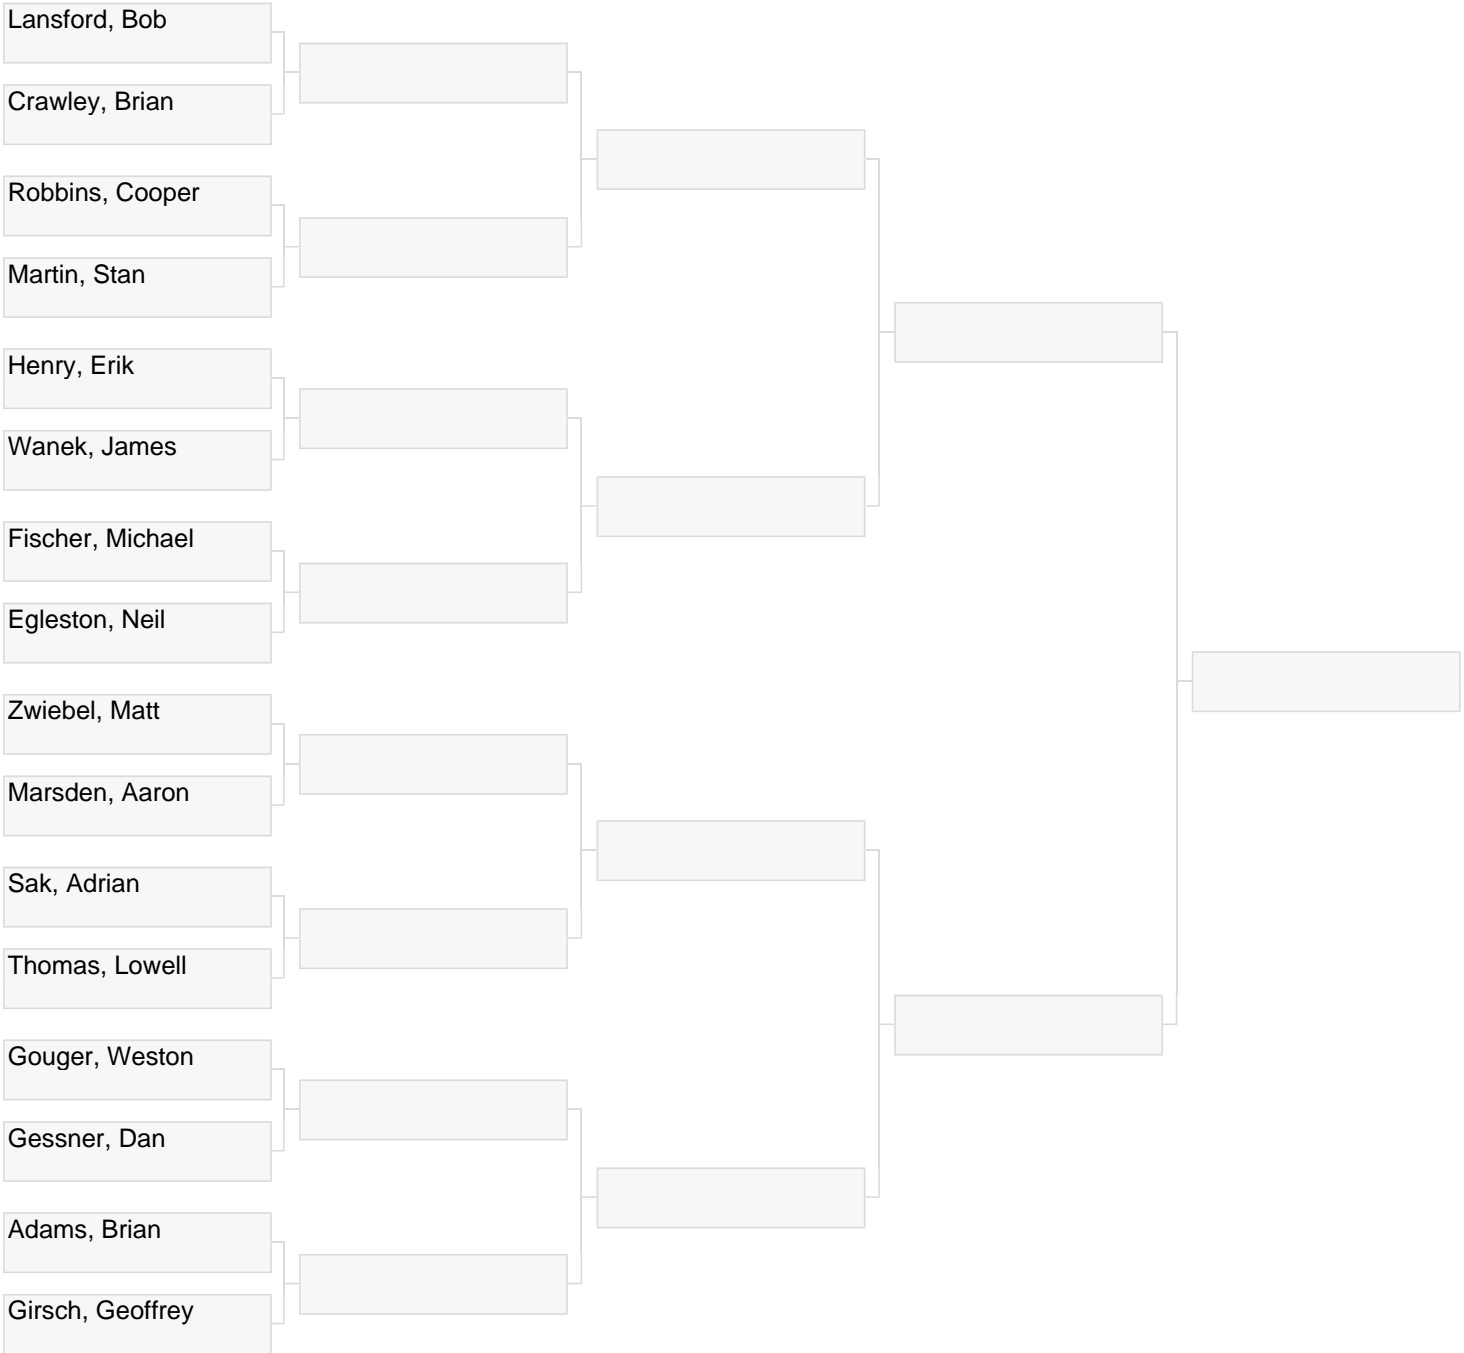 Lansford, Bob
Crawley, Brian
Robbins, Cooper
Martin, Stan
Henry, Erik
Wanek, James
Fischer, Michael
Egleston, Neil
Zwiebel, Matt
Marsden, Aaron
Sak, Adrian
Thomas, Lowell
Gouger, Weston
Gessner, Dan
Adams, Brian
Girsch, Geoffrey